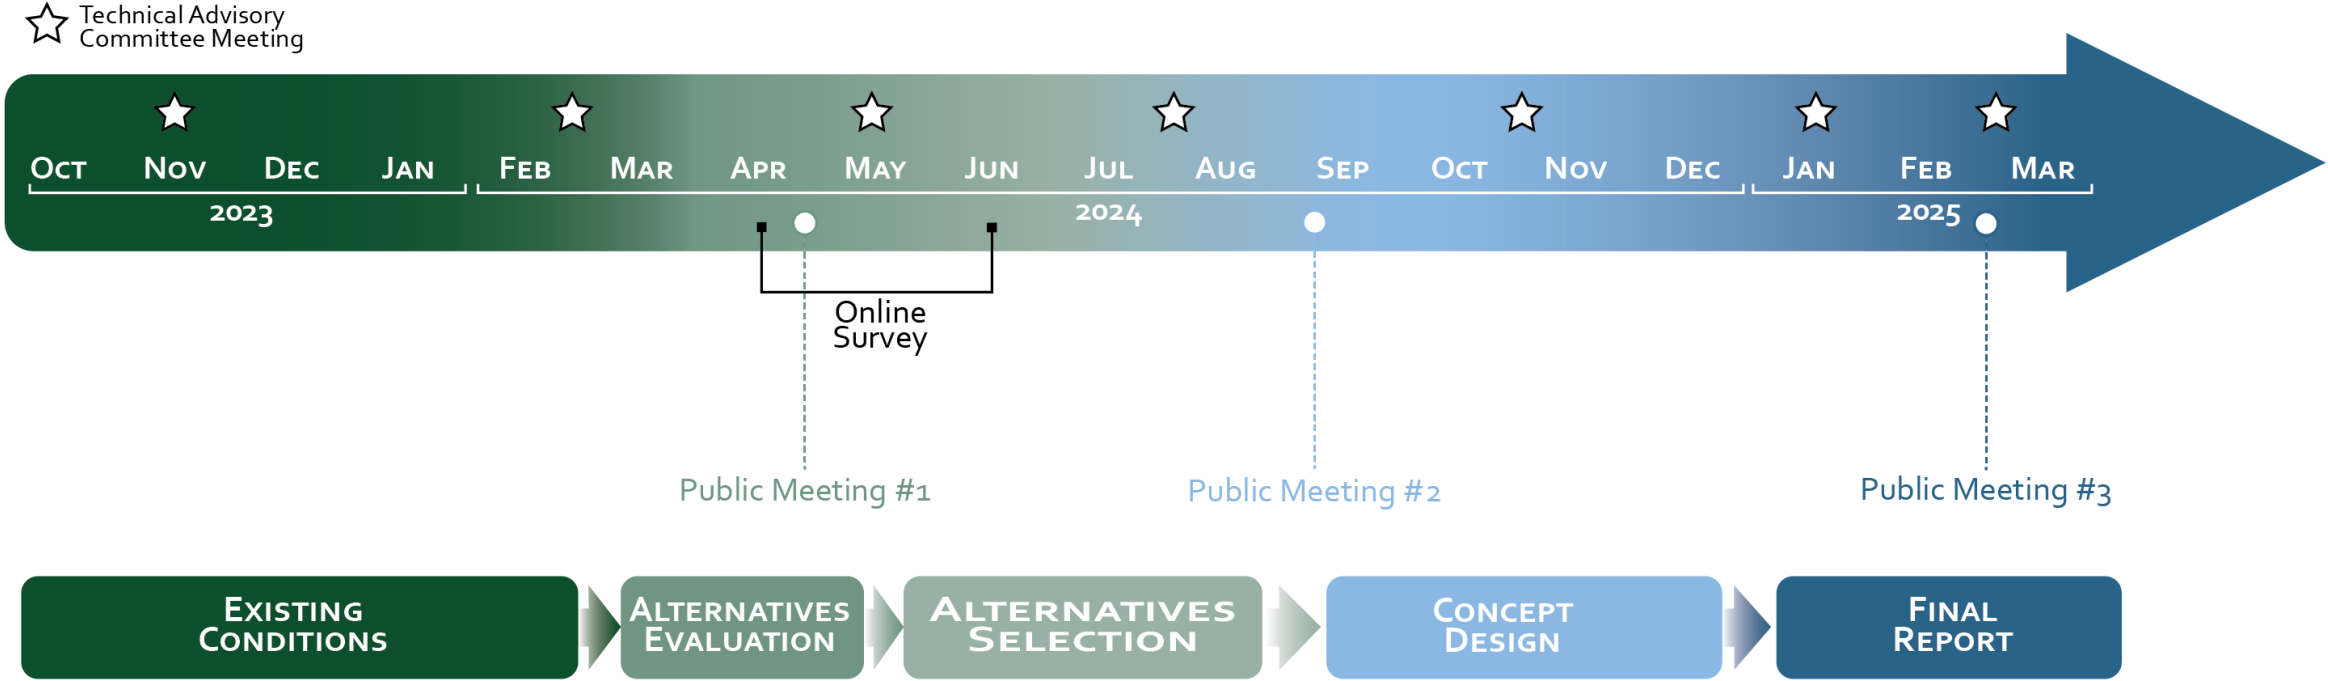 Technical Advisory
Committee Meeting
Oct Nov Dec Jan Feb Mar Apr May Jun Jul Aug Sep Oct Nov Dec Jan Feb Mar
2023 2024 2025
Online
Survey
Public Meeting #1 Public Meeting #2 Public Meeting #3
Existing
Conditions
Alternatives
Evaluation
Alternatives
Selection
Concept
Design
Final
Report